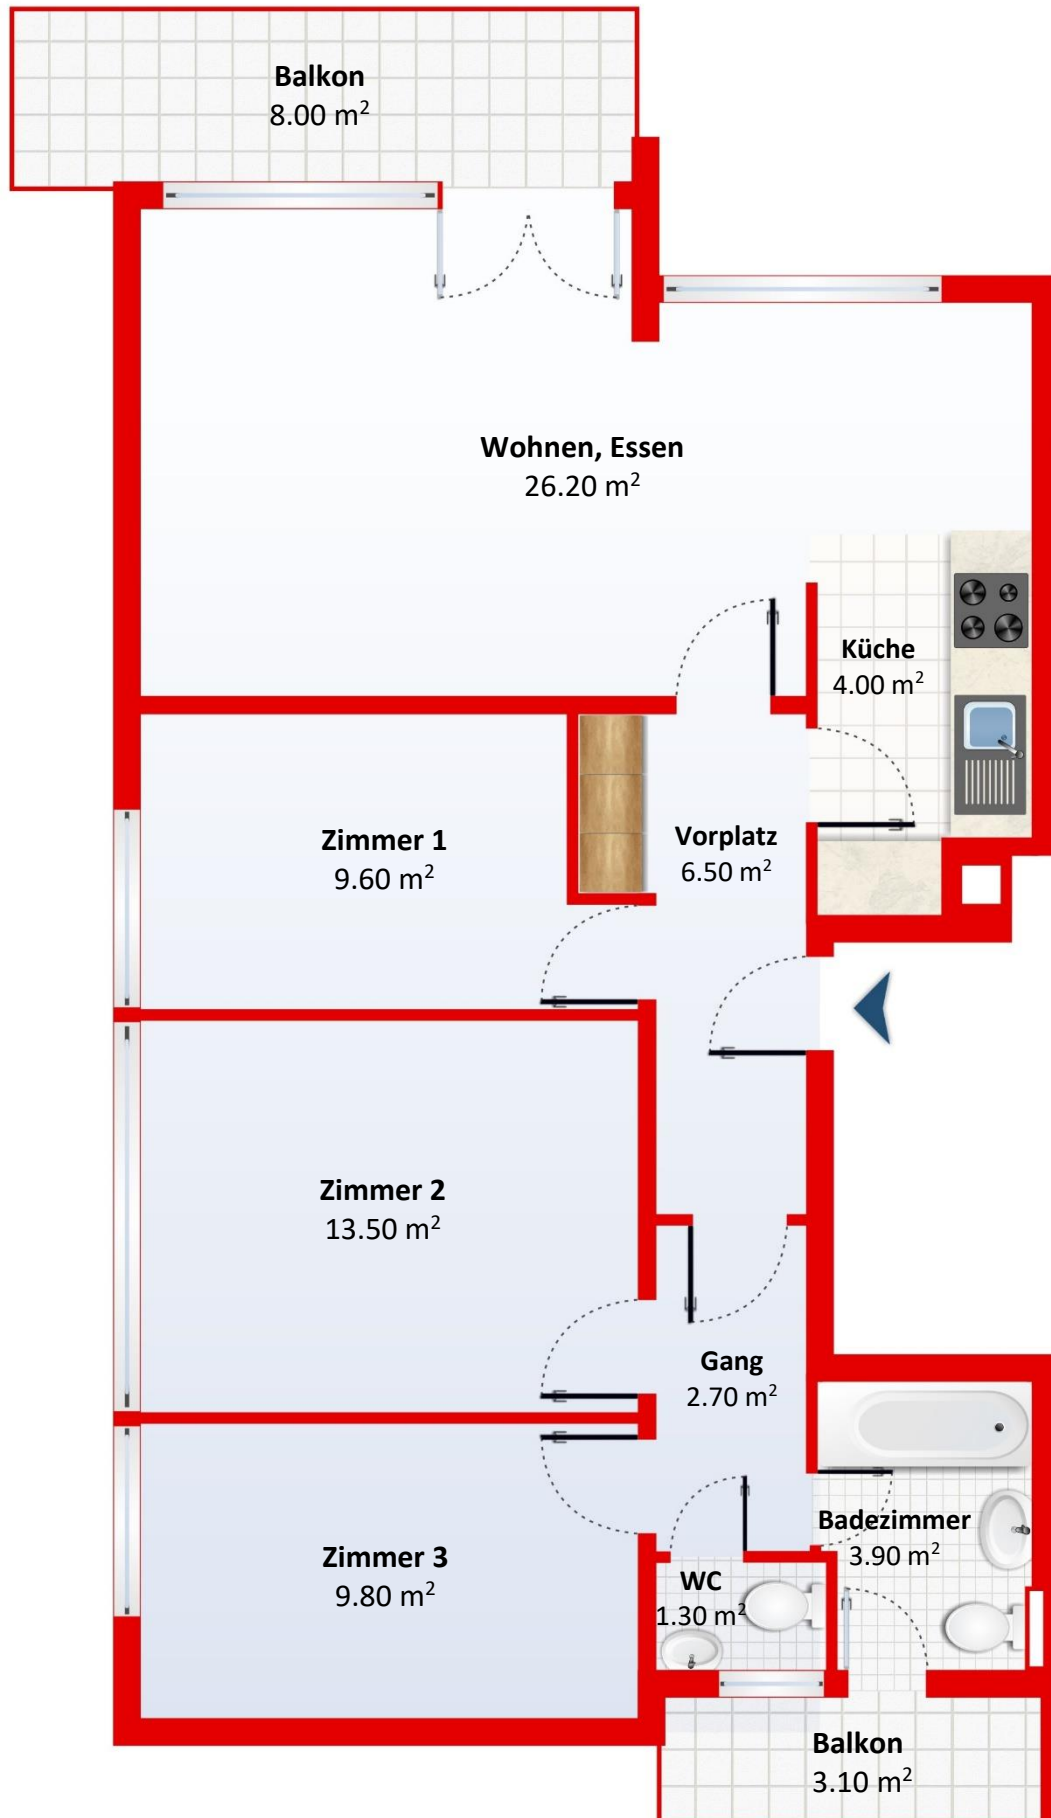 Balkon
8.00 m²
Wohnen, Essen
26.20 m²
Küche
4.00 m²
Zimmer 1
9.60 m²
Vorplatz
6.50 m²
Zimmer 2
13.50 m²
Gang
2.70 m²
Badezimmer
3.90 m²
Zimmer 3
9.80 m²
WC
1.30 m²
Balkon
3.10 m²